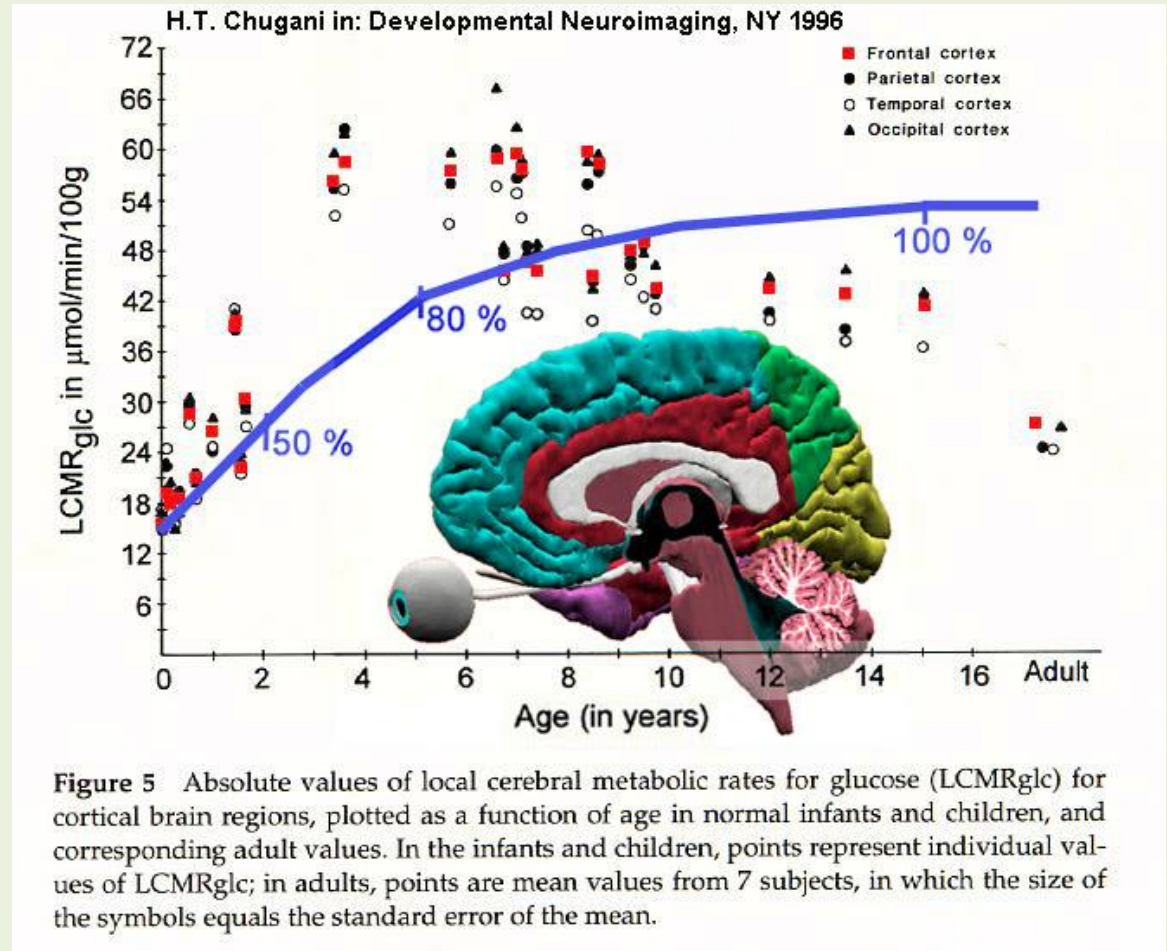 H.T. Chugani in: Developmental Neuroimaging, NY 1996
72
66
60
54
48
42
36
30
24
18
12
6
LCMRglc in μmol/min/100g
Frontal cortex
Parietal cortex
Temporal cortex
Occipital cortex
100 %
80 %
50 %
0 2 4 6 8 10 12 14 16 Adult
Age (in years)
Figure 5 Absolute values of local cerebral metabolic rates for glucose (LCMRglc) for
cortical brain regions, plotted as a function of age in normal infants and children, and
corresponding adult values. In the infants and children, points represent individual val-
ues of LCMRglc; in adults, points are mean values from 7 subjects, in which the size of
the symbols equals the standard error of the mean.